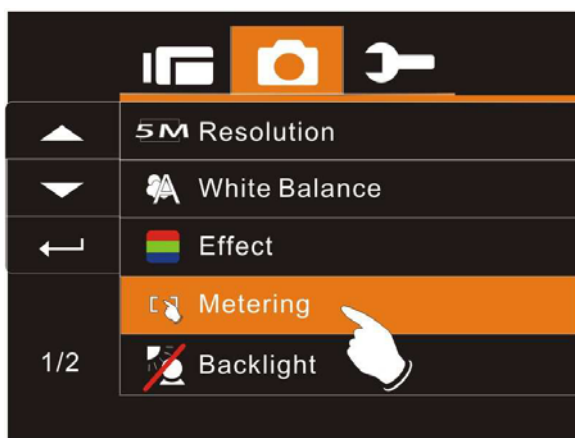 5M Resolution
A White Balance
Effect
Metering
1/2 Backlight